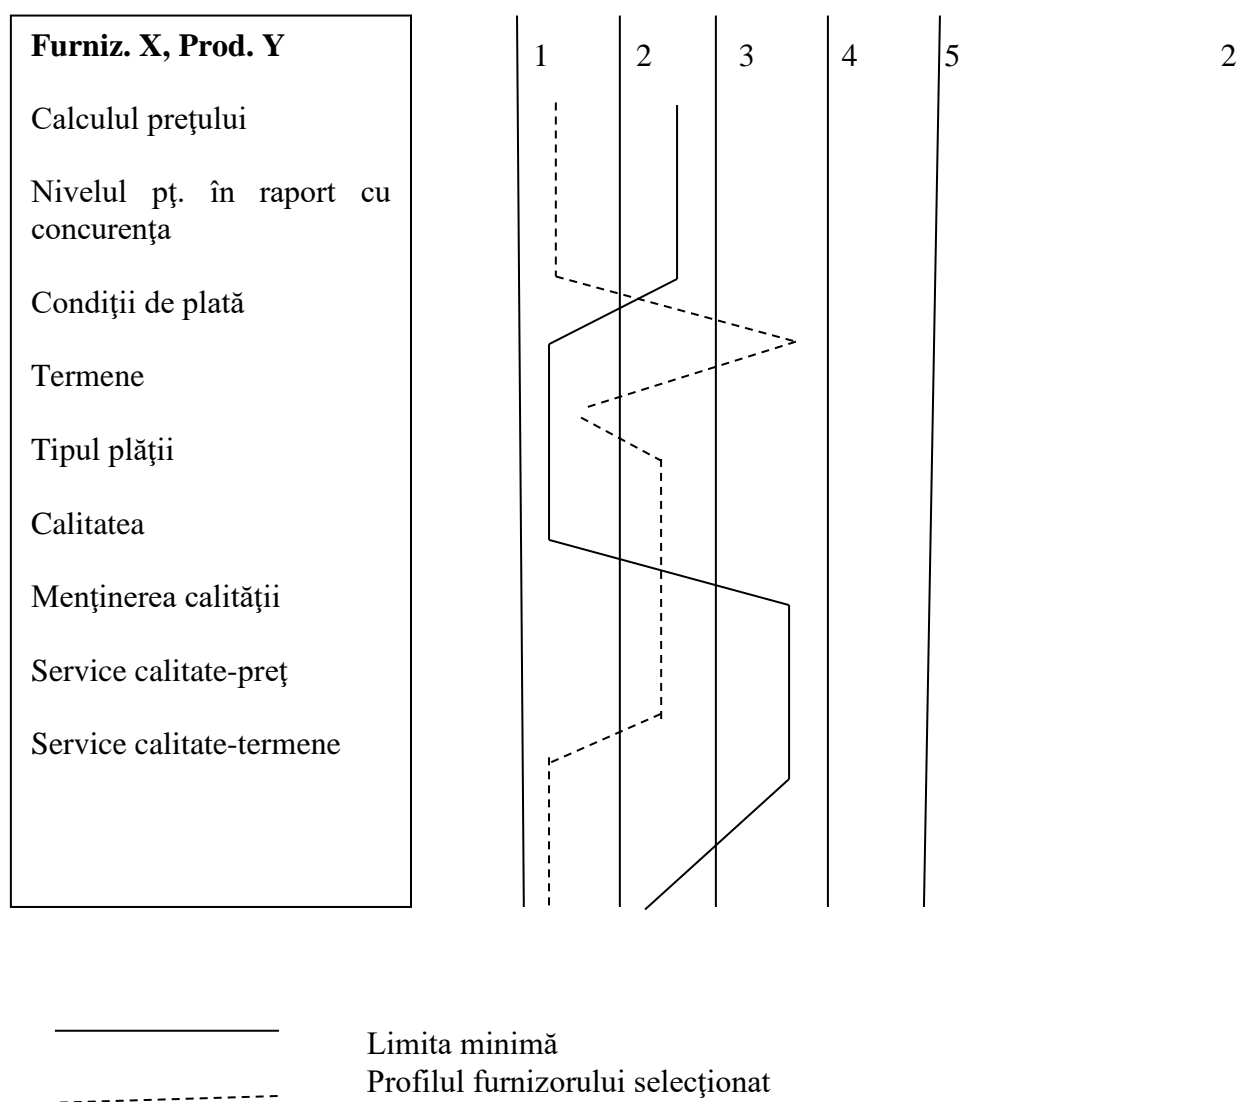 Furniz. X, Prod. Y
1 2 3 4 5 2
Calculul preţului
Nivelul pţ. în raport cu
concurenţa
Condiţii de plată
Termene
Tipul plăţii
Calitatea
Menţinerea calităţii
Service calitate-preţ
Service calitate-termene
Limita minimă
Profilul furnizorului selecţionat